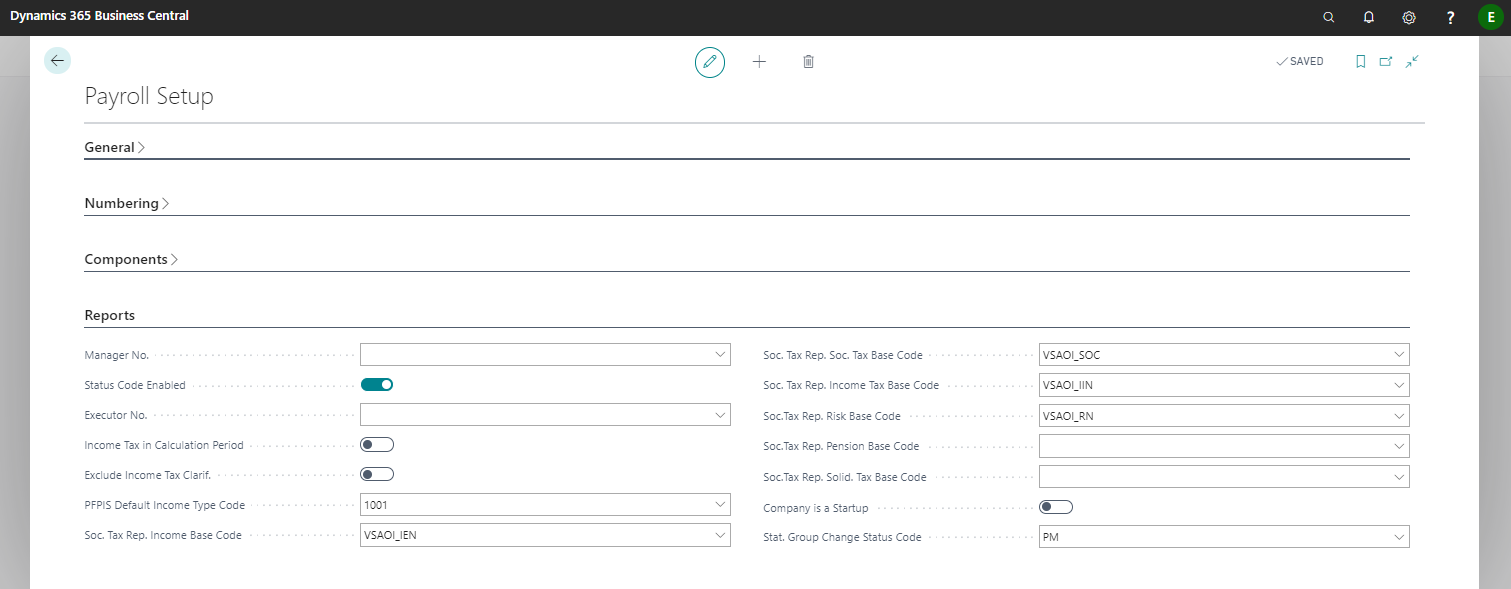 Dynamics 365 Business Central
?
E
SAVED
Payroll Setup
General
Numbering
Components
Reports
Manager No.
Status Code Enabled
Executor No.
Income Tax in Calculation Period
Exclude Income Tax Clarif.
PFPIS Default Income Type Code 1001
Soc. Tax Rep. Income Base Code VSAOI_IEN
Soc. Tax Rep. Soc. Tax Base Code VSAOI_SOC
Soc. Tax Rep. Income Tax Base Code VSAOI_IIN
Soc.Tax Rep. Risk Base Code VSAOI_RN
Soc.Tax Rep. Pension Base Code
Soc.Tax Rep. Solid. Tax Base Code
Company is a Startup
Stat. Group Change Status Code PM